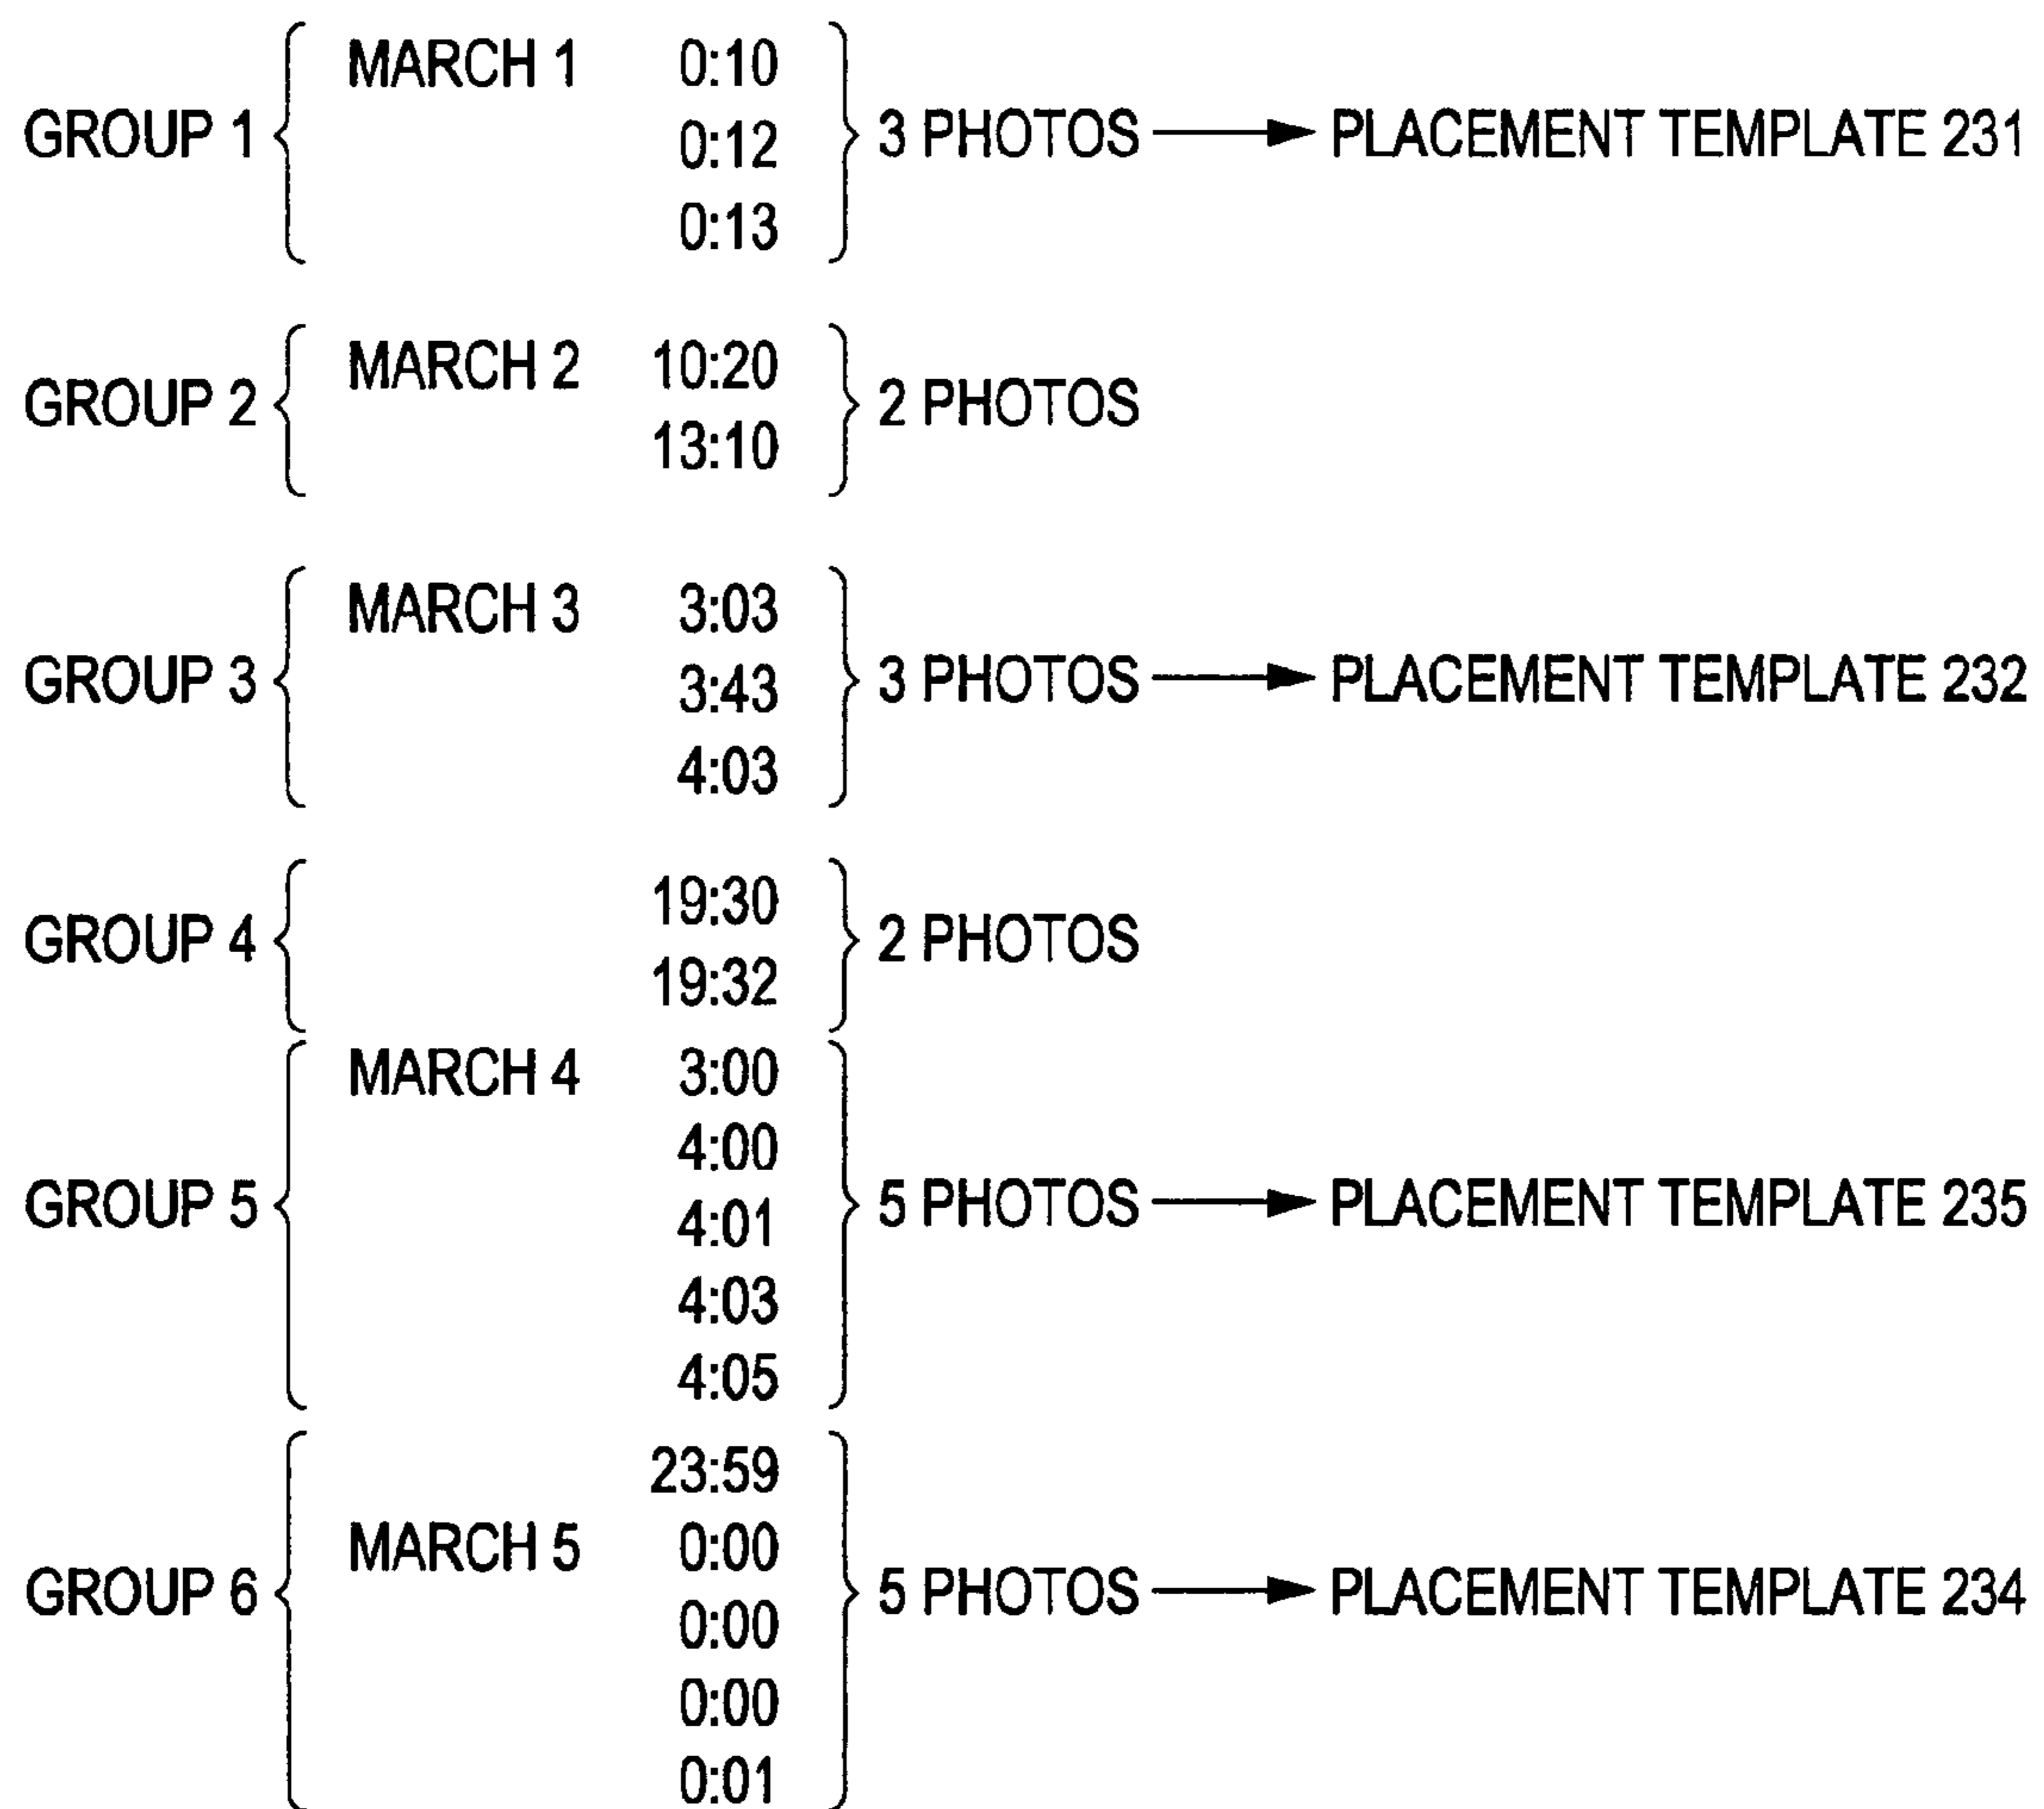 MARCH 1 0:10
GROUP 1 0:12 3 PHOTOS PLACEMENT TEMPLATE 231
0:13
MARCH 2 10:20
GROUP 2 2 PHOTOS
13:10
MARCH 3 3:03
GROUP 3 3:43 3 PHOTOS PLACEMENT TEMPLATE 232
4:03
19:30
GROUP 4 2 PHOTOS
19:32
MARCH 4 3:00
4:00
GROUP 5 4:01 5 PHOTOS PLACEMENT TEMPLATE 235
4:03
4:05
23:59
MARCH 5 0:00
GROUP 6 0:00 5 PHOTOS PLACEMENT TEMPLATE 234
0:00
0:01